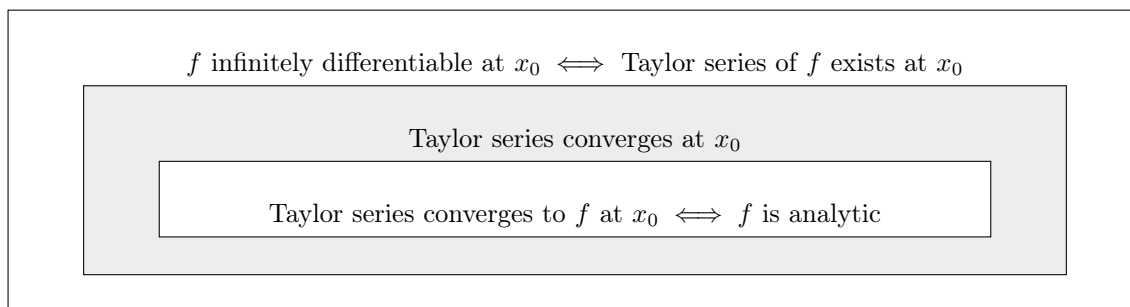 f infinitely differentiable at x₀ ⟺ Taylor series of f exists at x₀
Taylor series converges at x₀
Taylor series converges to f at x₀ ⟺ f is analytic